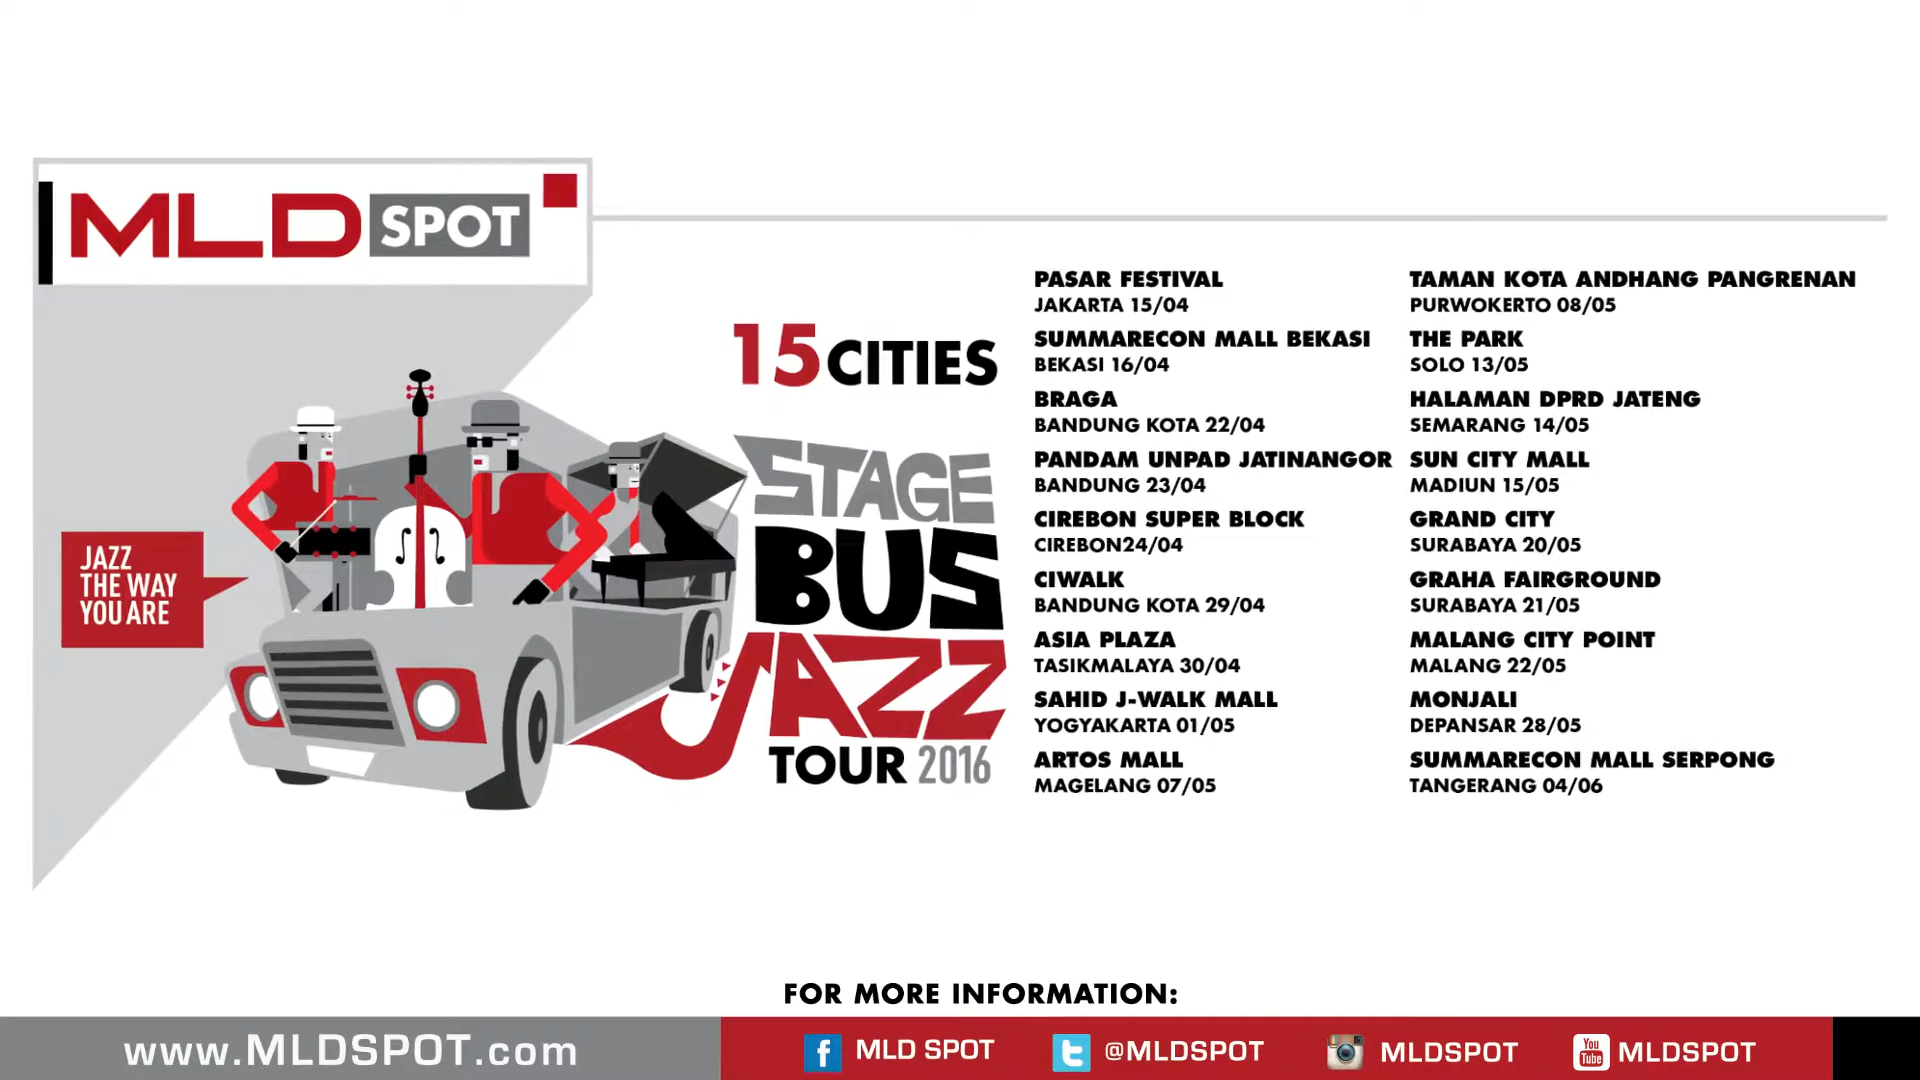 MLD SPOT
JAZZ
THE WAY
YOU ARE
15 CITIES
STAGE
BUS
JAZZ
TOUR 2016
PASAR FESTIVAL
JAKARTA 15/04
SUMMARECON MALL BEKASI
BEKASI 16/04
BRAGA
BANDUNG KOTA 22/04
PANDAM UNPAD JATINANGOR
BANDUNG 23/04
CIREBON SUPER BLOCK
CIREBON24/04
CIWALK
BANDUNG KOTA 29/04
ASIA PLAZA
TASIKMALAYA 30/04
SAHID J-WALK MALL
YOGYAKARTA 01/05
ARTOS MALL
MAGELANG 07/05
TAMAN KOTA ANDHANG PANGRENAN
PURWOKERTO 08/05
THE PARK
SOLO 13/05
HALAMAN DPRD JATENG
SEMARANG 14/05
SUN CITY MALL
MADIUN 15/05
GRAND CITY
SURABAYA 20/05
GRAHA FAIRGROUND
SURABAYA 21/05
MALANG CITY POINT
MALANG 22/05
MONJALI
DEPANSAR 28/05
SUMMARECON MALL SERPONG
TANGERANG 04/06
FOR MORE INFORMATION:
www.MLDSPOT.com
f MLD SPOT
@MLDSPOT
MLDSPOT
You Tube MLDSPOT